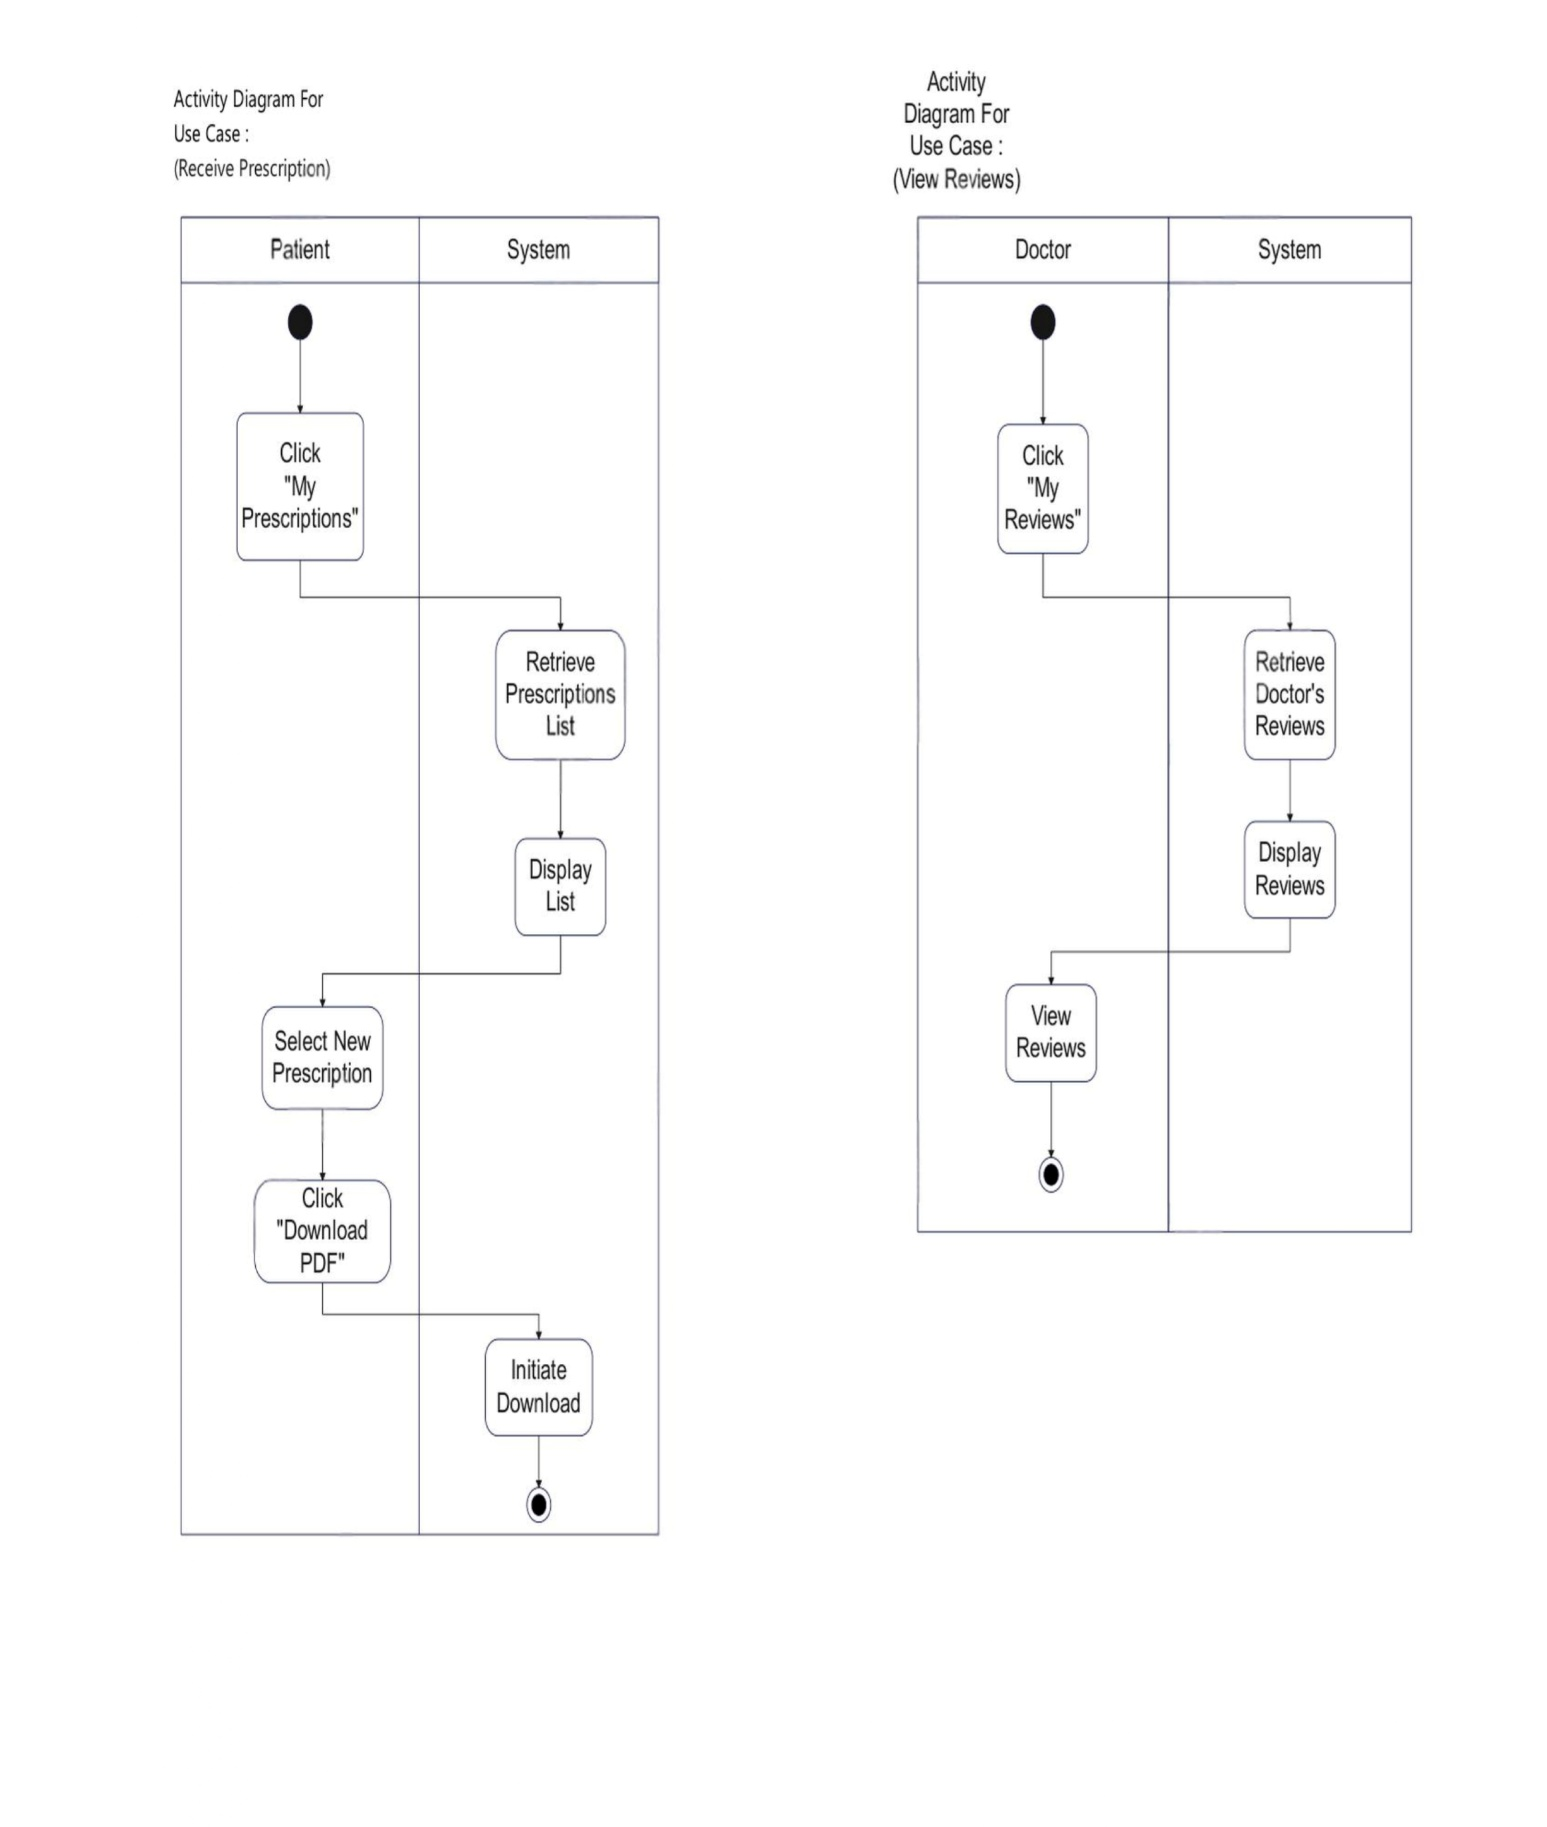 Activity Diagram For
Use Case :
(Receive Prescription)
Patient
System
Click
"My
Prescriptions"
Retrieve
Prescriptions
List
Display
List
Select New
Prescription
Click
"Download
PDF"
Initiate
Download
Activity
Diagram For
Use Case :
(View Reviews)
Doctor
System
Click
"My
Reviews"
Retrieve
Doctor's
Reviews
Display
Reviews
View
Reviews